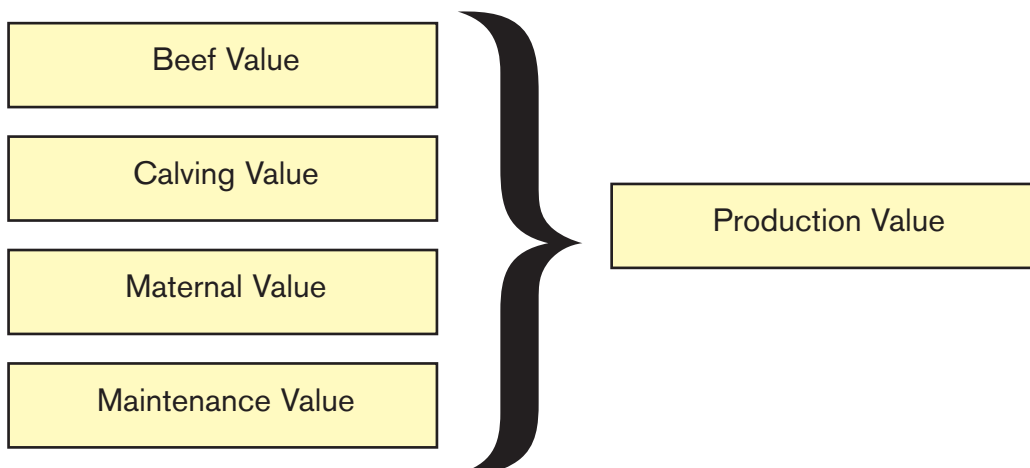 Beef Value
Calving Value
Maternal Value
Maintenance Value
Production Value